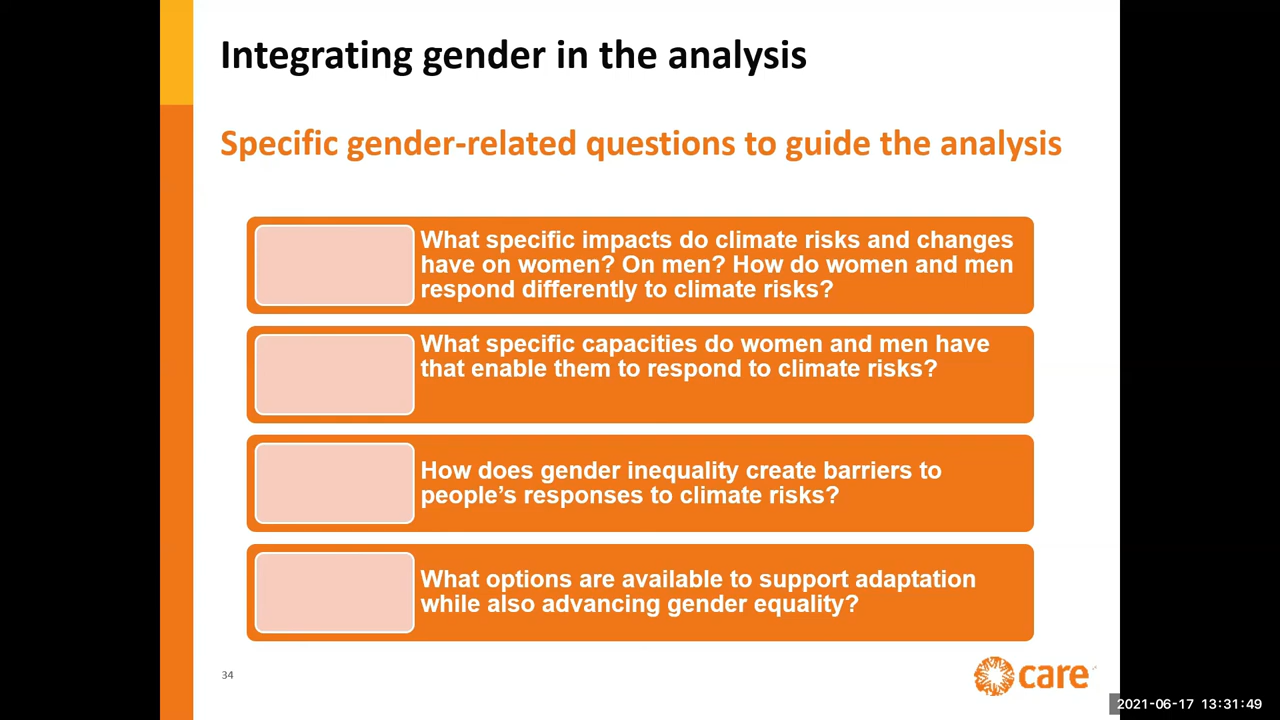 Integrating gender in the analysis
Specific gender-related questions to guide the analysis
What specific impacts do climate risks and changes
have on women? On men? How do women and men
respond differently to climate risks?
What specific capacities do women and men have
that enable them to respond to climate risks?
How does gender inequality create barriers to
people’s responses to climate risks?
What options are available to support adaptation
while also advancing gender equality?
34
care
2021-06-17 13:31:49